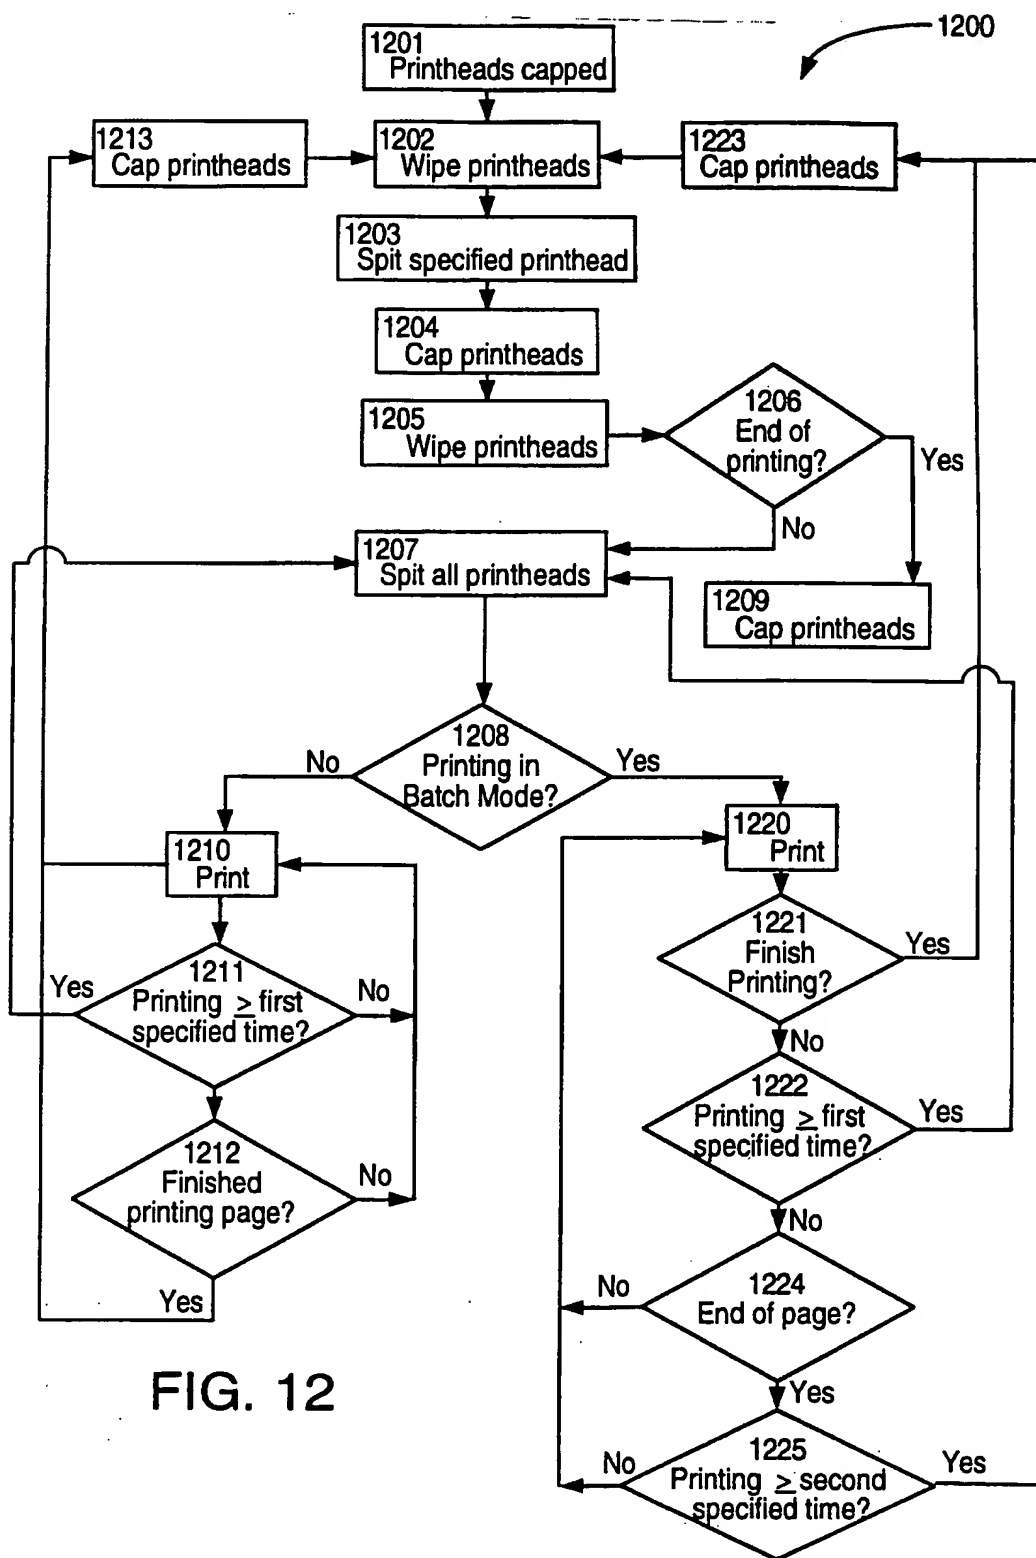 1200
1201
Printheads capped
1213
Cap printheads
1202
Wipe printheads
1223
Cap printheads
1203
Spit specified printhead
1204
Cap printheads
1205
Wipe printheads
1206
End of
printing?
Yes
No
1207
Spit all printheads
1209
Cap printheads
1208
Printing in
Batch Mode?
No
Yes
1210
Print
1220
Print
1211
Printing ≥ first
specified time?
Yes
No
1221
Finish
Printing?
Yes
No
1212
Finished
printing page?
No
Yes
1222
Printing ≥ first
specified time?
Yes
No
1224
End of page?
No
Yes
1225
Printing ≥ second
specified time?
No
Yes
FIG. 12